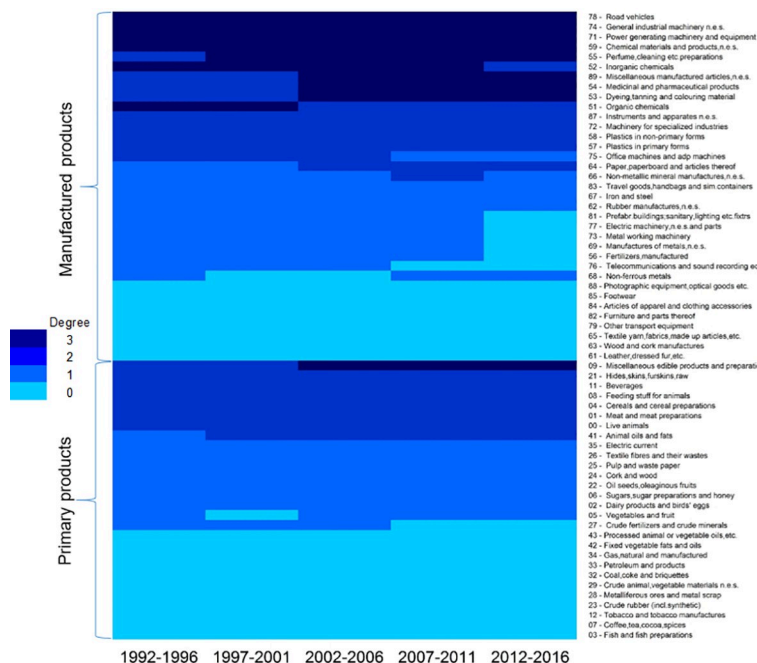 78 - Road vehicles
74 - General industrial machinery n.e.s.
71 - Power generating machinery and equipment
59 - Chemical materials and products,n.e.s.
55 - Perfume,cleaning etc.preparations
52 - Inorganic chemicals
89 - Miscellaneous manufactured articles,n.e.s.
54 - Medicinal and pharmaceutical products
53 - Dyeing,tanning and colouring material
51 - Organic chemicals
87 - Instruments and apparates n.e.s.
72 - Machinery for specialized industries
58 - Plastics in non-primary forms
57 - Plastics in primary forms
75 - Office machines and adp machines
64 - Paper,paperboard and articles thereof
66 - Non-metallic mineral manufactures,n.e.s.
83 - Travel goods,handbags and sim.containers
67 - Iron and steel
62 - Rubber manufactures,n.e.s.
81 - Prefabr.buildings;sanitary,lighting etc.fixtrs
77 - Electric machinery,n.e.s and parts
73 - Metal working machinery
69 - Manufactures of metals,n.e.s.
56 - Fertilizers,manufactured
76 - Telecommunications and sound recording ec
68 - Non-ferrous metals
88 - Photographic equipment,optical goods etc.
85 - Footwear
84 - Articles of apparel and clothing accessories
82 - Furniture and parts thereof
79 - Other transport equipment
65 - Textile yarn,fabrics,made up articles,etc.
63 - Wood and cork manufactures
61 - Leather,dressed fur,etc.
09 - Miscellaneous edible products and preparati
21 - Hides,skins,furskins,raw
11 - Beverages
08 - Feeding stuff for animals
04 - Cereals and cereal preparations
01 - Meat and meat preparations
00 - Live animals
41 - Animal oils and fats
35 - Electric current
26 - Textile fibres and their wastes
25 - Pulp and waste paper
24 - Cork and wood
22 - Oil seeds,oleaginous fruits
06 - Sugars,sugar preparations and honey
02 - Dairy products and birds' eggs
05 - Vegetables and fruit
27 - Crude fertilizers and crude minerals
43 - Processed animal or vegetable oils,etc.
42 - Fixed vegetable fats and oils
34 - Gas,natural and manufactured
33 - Petroleum and products
32 - Coal,coke and briquettes
29 - Crude animal,vegetable materials n.e.s.
28 - Metalliferous ores and metal scrap
23 - Crude rubber (incl.synthetic)
12 - Tobacco and tobacco manufactures
07 - Coffee,tea,cocoa,spices
03 - Fish and fish preparations
Manufactured products
Primary products
Degree
3
2
1
0
1992-1996 1997-2001 2002-2006 2007-2011 2012-2016